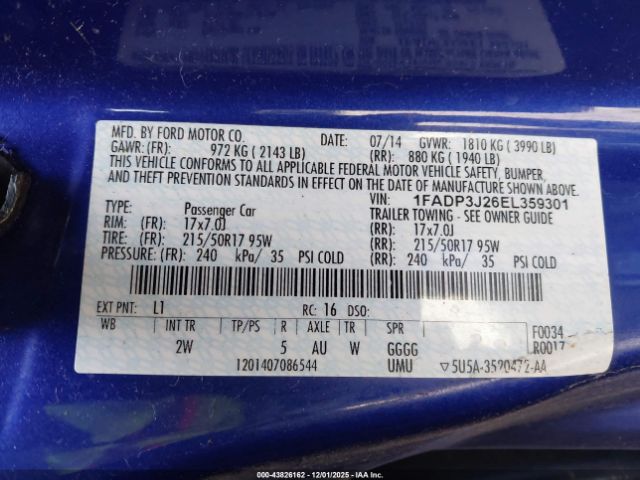 MFD. BY FORD MOTOR CO. DATE: 07/14 GVWR: 1810 KG ( 3990 LB)
GAWR: (FR): 972 KG ( 2143 LB) (RR): 880 KG ( 1940 LB)
THIS VEHICLE CONFORMS TO ALL APPLICABLE FEDERAL MOTOR VEHICLE SAFETY, BUMPER,
AND THEFT PREVENTION STANDARDS IN EFFECT ON THE DATE OF MANUFACTURE SHOWN ABOVE.
VIN: 1FADP3J26EL359301
TYPE: Passenger Car TRAILER TOWING - SEE OWNER GUIDE
RIM: (FR): 17x7.0J (RR): 17x7.0J
TIRE: (FR): 215/50R17 95W (RR): 215/50R17 95W
PRESSURE: (FR): 240 kPa/ 35 PSI COLD (RR): 240 kPa/ 35 PSI COLD
EXT PNT: L1 RC: 16 DSO: F0034
WB INT TR TP/PS R AXLE TR SPR R0017
2W 5 AU W GGGG
1201407086544 UMU ▽5U5A-3520472-AA
000-43826162 - 12/01/2025 - IAA, Inc.